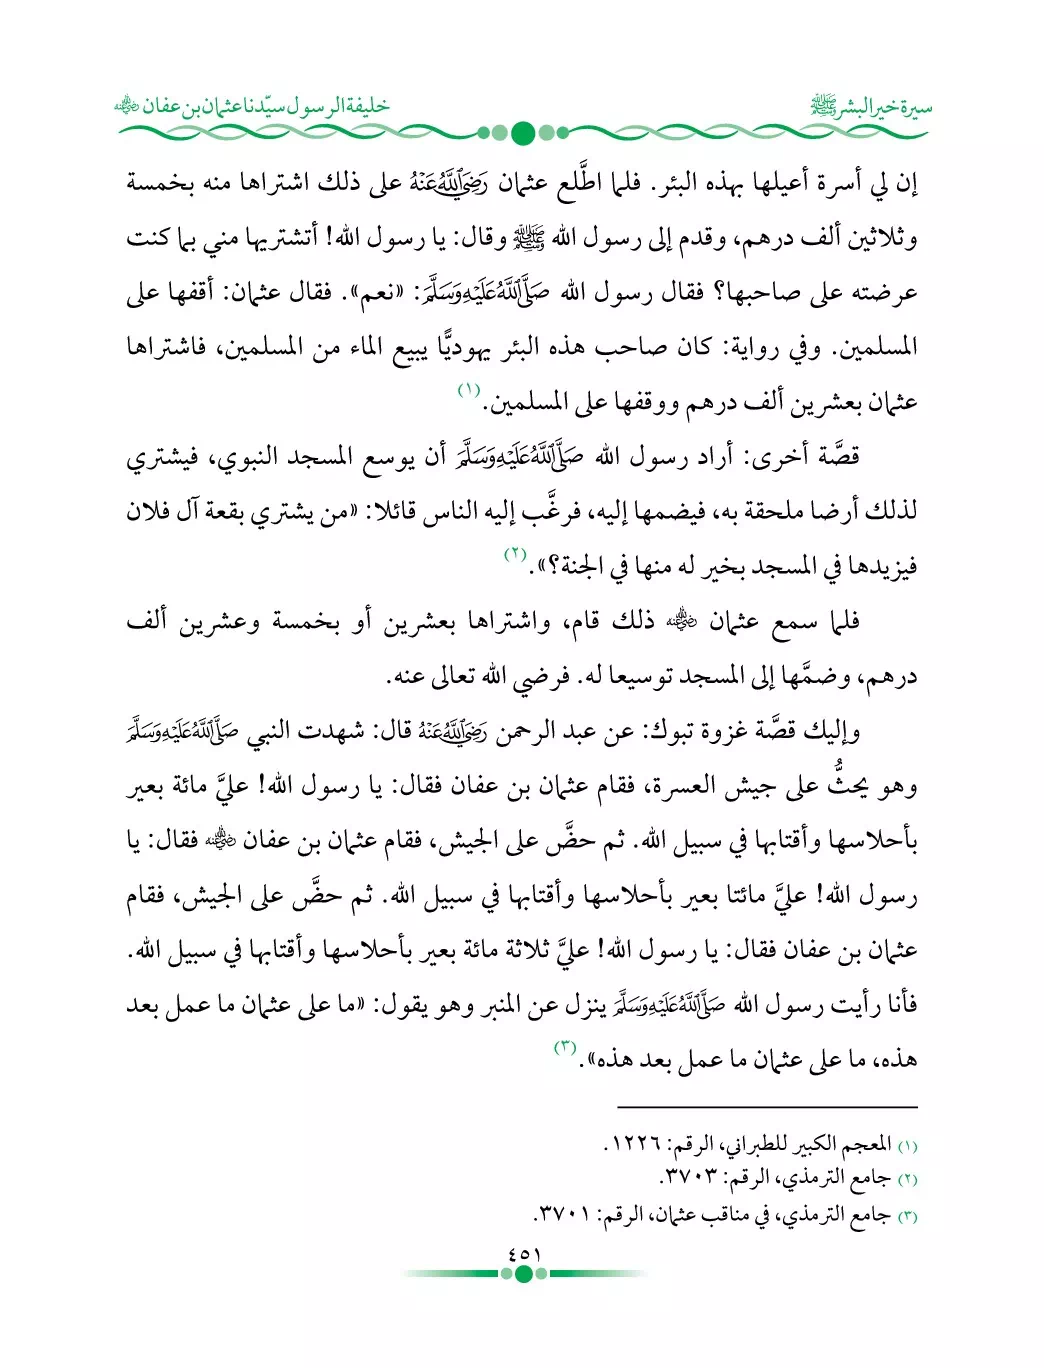 سيرة خير البشر ﷺ
خليفة الرسول سيّدنا عثمان بن عفان ﷺ
إن لي أسرة أعيلها بهذه البئر. فلما اطَّلع عثمان رَضِيَ اللَّهُ عَنْهُ على ذلك اشتراها منه بخمسة
وثلاثين ألف درهم، وقدم إلى رسول الله ﷺ وقال: يا رسول الله! أتشتريها مني بما كنت
عرضته على صاحبها؟ فقال رسول الله صَلَّى اللَّهُ عَلَيْهِ وَسَلَّمَ: «نعم». فقال عثمان: أقفها على
المسلمين. وفي رواية: كان صاحب هذه البئر يهوديًّا يبيع الماء من المسلمين، فاشتراها
عثمان بعشرين ألف درهم ووقفها على المسلمين.(١)
قصَّة أخرى: أراد رسول الله صَلَّى اللَّهُ عَلَيْهِ وَسَلَّمَ أن يوسع المسجد النبوي، فيشتري
لذلك أرضا ملحقة به، فيضمها إليه، فرغَّب إليه الناس قائلا: «من يشتري بقعة آل فلان
فيزيدها في المسجد بخير له منها في الجنة؟».(٢)
فلما سمع عثمان رضي الله عنه ذلك قام، واشتراها بعشرين أو بخمسة وعشرين ألف
درهم، وضمَّها إلى المسجد توسيعا له. فرضي الله تعالى عنه.
وإليك قصَّة غزوة تبوك: عن عبد الرحمن رَضِيَ اللَّهُ عَنْهُ قال: شهدت النبي صَلَّى اللَّهُ عَلَيْهِ وَسَلَّمَ
وهو يحثُّ على جيش العسرة، فقام عثمان بن عفان فقال: يا رسول الله! عليَّ مائة بعير
بأحلاسها وأقتابها في سبيل الله. ثم حضَّ على الجيش، فقام عثمان بن عفان رضي الله عنه فقال: يا
رسول الله! عليَّ مائتا بعير بأحلاسها وأقتابها في سبيل الله. ثم حضَّ على الجيش، فقام
عثمان بن عفان فقال: يا رسول الله! عليَّ ثلاثة مائة بعير بأحلاسها وأقتابها في سبيل الله.
فأنا رأيت رسول الله صَلَّى اللَّهُ عَلَيْهِ وَسَلَّمَ ينزل عن المنبر وهو يقول: «ما على عثمان ما عمل بعد
هذه، ما على عثمان ما عمل بعد هذه».(٣)
(١) المعجم الكبير للطبراني، الرقم: ١٢٢٦.
(٢) جامع الترمذي، الرقم: ٣٧٠٣.
(٣) جامع الترمذي، في مناقب عثمان، الرقم: ٣٧٠١.
٤٥١